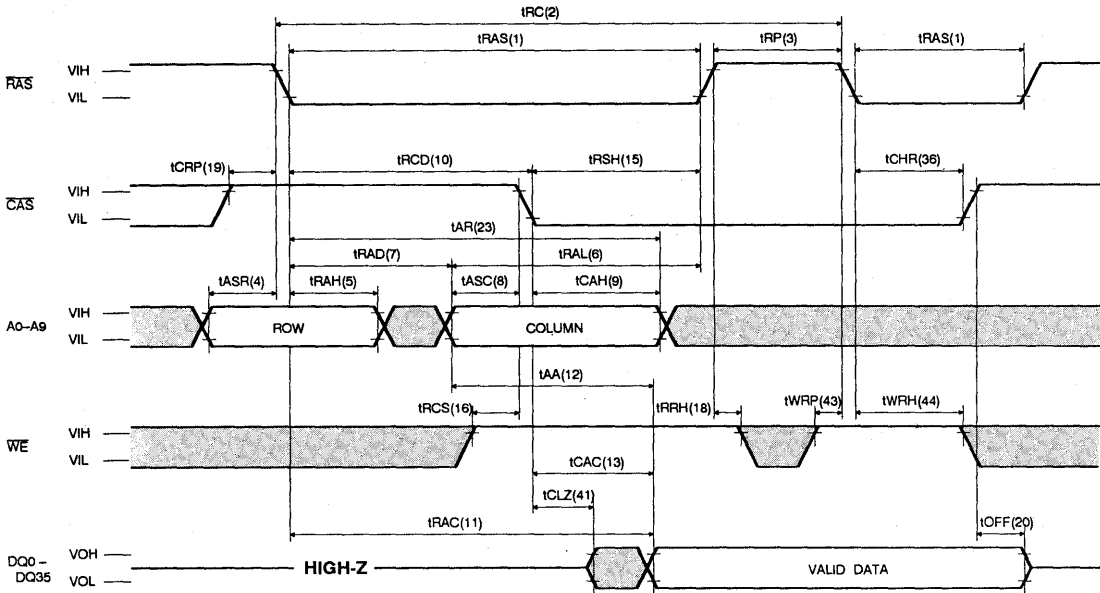 tRC(2)
tRAS(1) tRP(3) tRAS(1)
RAS VIH
VIL
tCRP(19) tRCD(10) tRSH(15) tCHR(36)
CAS VIH
VIL
tAR(23)
tRAD(7) tRAL(6)
tASR(4) tRAH(5) tASC(8) tCAH(9)
A0–A9 VIH
VIL
ROW COLUMN
tAA(12)
tRCS(16) tRRH(18) tWRP(43) tWRH(44)
WE VIH
VIL
tCAC(13)
tCLZ(41)
tRAC(11) tOFF(20)
DQ0 –
DQ35
VOH
VOL
HIGH-Z VALID DATA